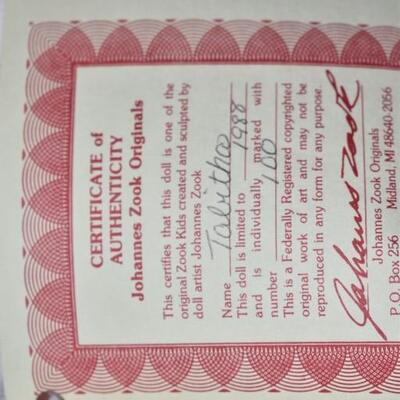 CERTIFICATE of
AUTHENTICITY
Johannes Zook Originals
This certifies that this doll is one of the
original Zook Kids created and sculpted by
doll artist Johannes Zook
Name Tabitha
This doll is limited to 1988
and is individually marked with
number 100
This is a Federally Registered copyrighted
original work of art and may not be
reproduced in any form for any purpose.
Johannes Zook
Johannes Zook Originals
P.O. Box 256 Midland, MI 48640-2056